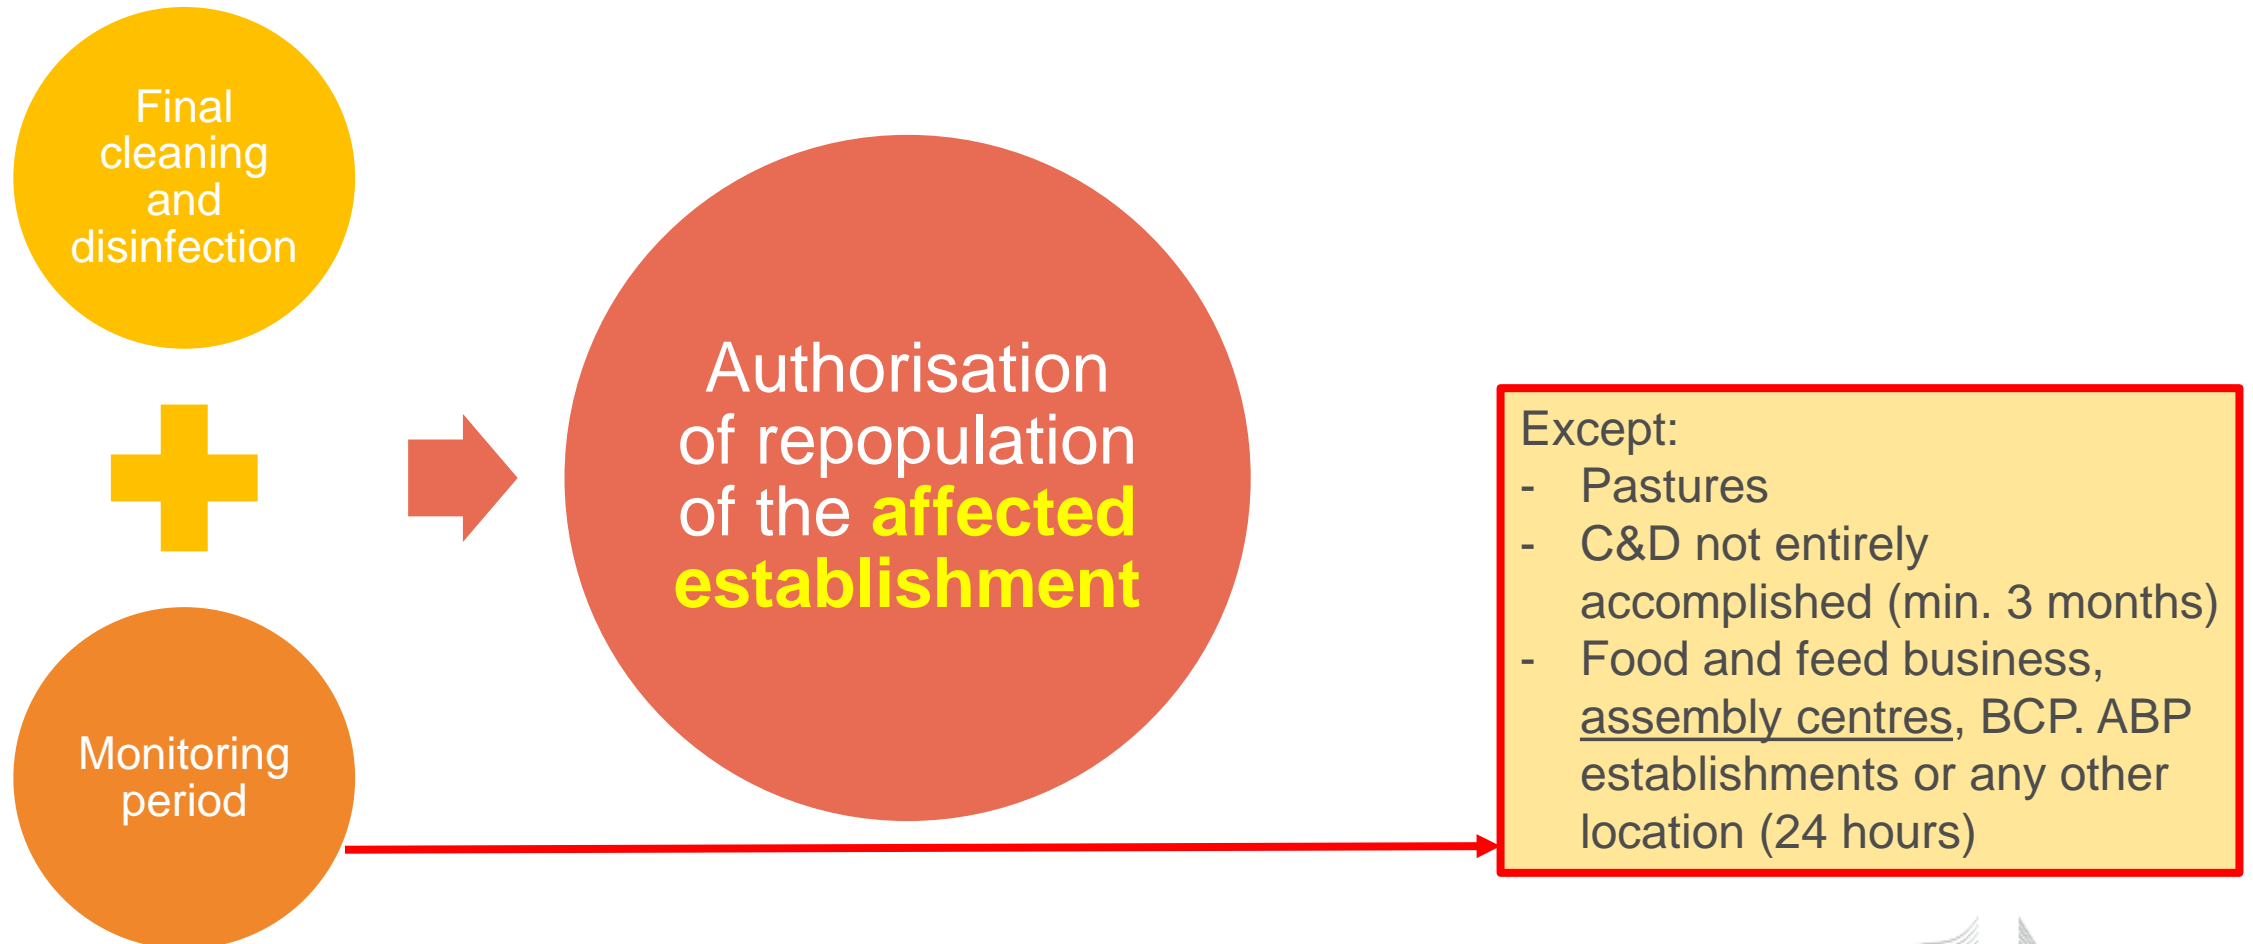 Final
cleaning
and
disinfection
Monitoring
period
Authorisation
of repopulation
of the affected
establishment
Except:
- Pastures
- C&D not entirely
accomplished (min. 3 months)
- Food and feed business,
assembly centres, BCP. ABP
establishments or any other
location (24 hours)